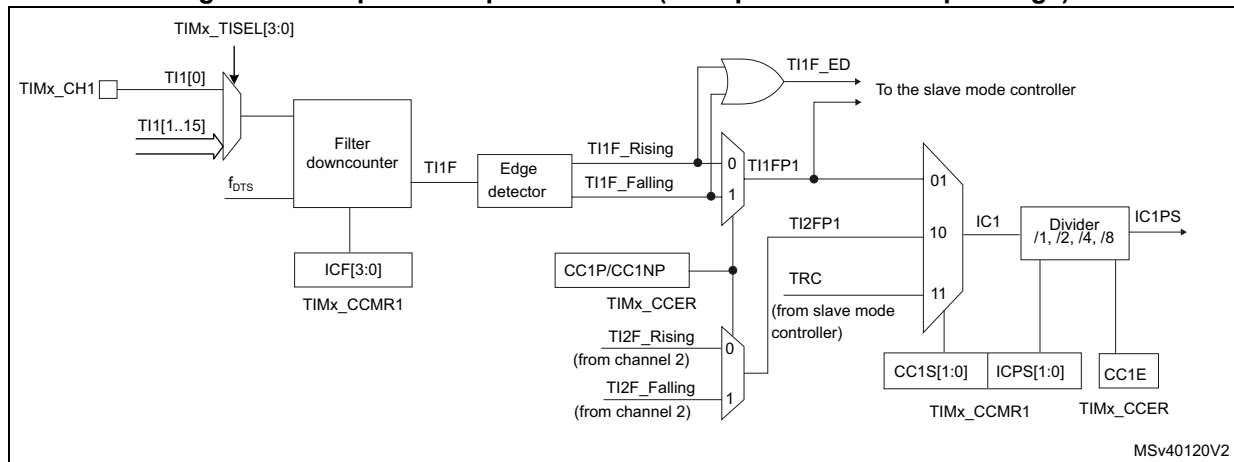 TIMx_TISEL[3:0]
TIMx_CH1
TI1[0]
TI1[1..15]
fDTS
Filter
downcounter
ICF[3:0]
TIMx_CCMR1
TI1F
Edge
detector
TI1F_Rising
TI1F_Falling
TI1F_ED
To the slave mode controller
0
1
TI1FP1
CC1P/CC1NP
TIMx_CCER
TI2F_Rising
(from channel 2)
TI2F_Falling
(from channel 2)
0
1
TI2FP1
TRC
(from slave mode
controller)
01
10
11
IC1
Divider
/1, /2, /4, /8
IC1PS
CC1S[1:0]
ICPS[1:0]
CC1E
TIMx_CCMR1
TIMx_CCER
MSv40120V2